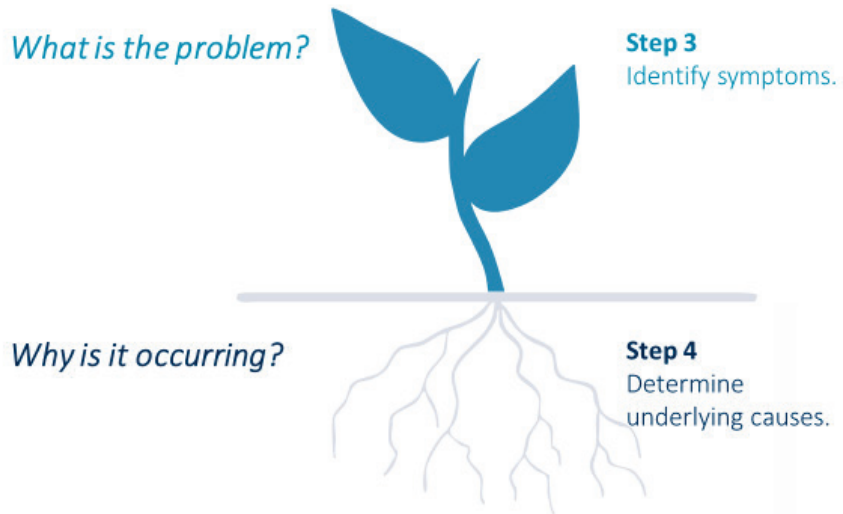 What is the problem?
Step 3
Identify symptoms.
Why is it occurring?
Step 4
Determine
underlying causes.